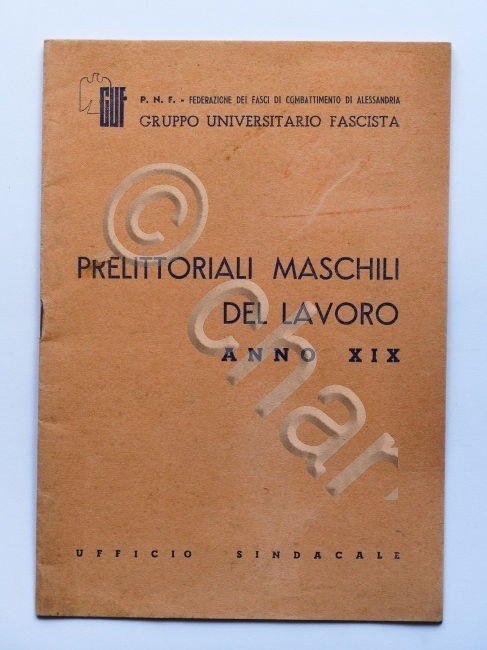 GUF
P. N. F. - FEDERAZIONE DEI FASCI DI COMBATTIMENTO DI ALESSANDRIA
GRUPPO UNIVERSITARIO FASCISTA
PRELITTORIALI MASCHILI
DEL LAVORO
ANNO XIX
© char
UFFICIO SINDACALE